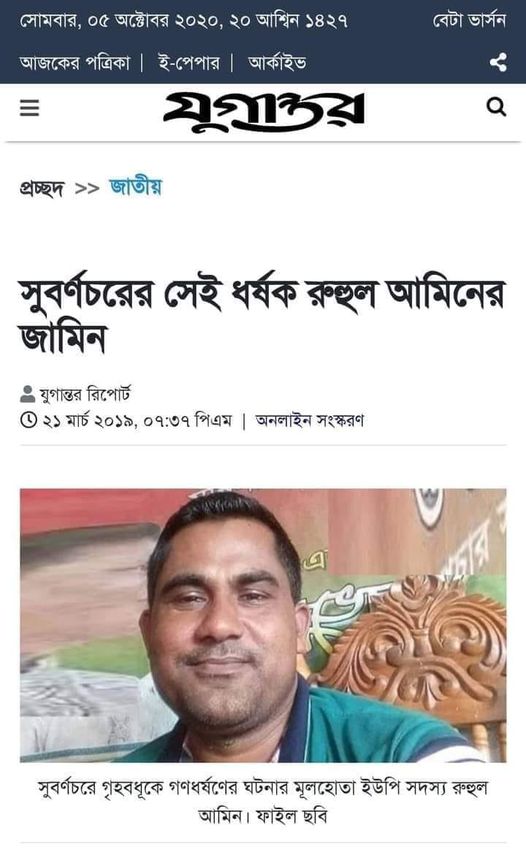 সোমবার, ০৫ অক্টোবর ২০২০, ২০ আশ্বিন ১৪২৭
বেটা ভার্সন
আজকের পত্রিকা | ই-পেপার | আর্কাইভ
যুগান্তর
প্রচ্ছদ >> জাতীয়
সুবর্ণচরের সেই ধর্ষক রুহুল আমিনের
জামিন
যুগান্তর রিপোর্ট
২১ মার্চ ২০১৯, ০৭:৩৭ পিএম | অনলাইন সংস্করণ
সুবর্ণচরে গৃহবধূকে গণধর্ষণের ঘটনার মূলহোতা ইউপি সদস্য রুহুল
আমিন। ফাইল ছবি